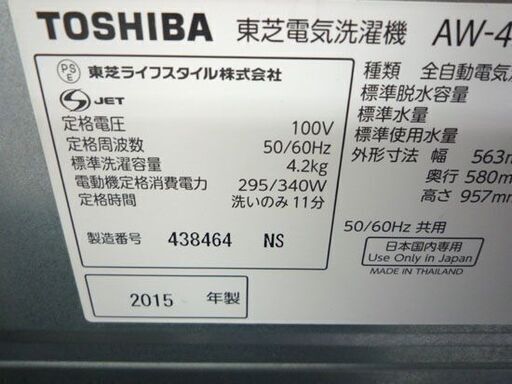 TOSHIBA 東芝電気洗濯機 AW-4
PS E 東芝ライフスタイル株式会社
S JET
定格電圧 100V
定格周波数 50/60Hz
標準洗濯容量 4.2kg
電動機定格消費電力 295/340W
定格時間 洗いのみ 11分
製造番号 438464 NS
2015 年製
種類 全自動電気
標準脱水容量
標準水量
標準使用水量
外形寸法 幅 563m
奥行 580m
高さ 957m
50/60Hz 共用
日本国内専用
Use Only in Japan
MADE IN THAILAND